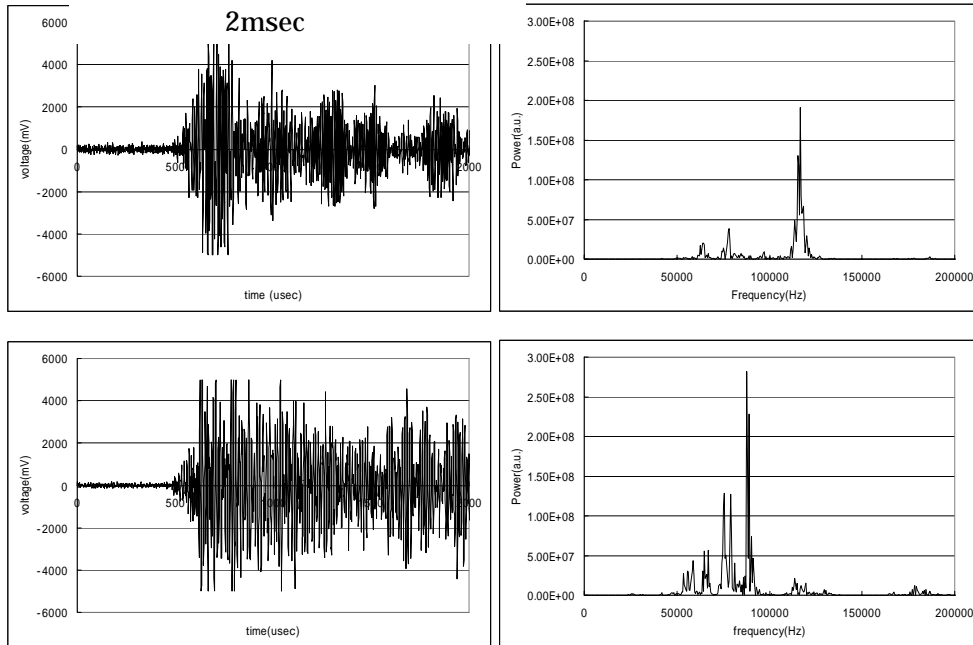 2msec
6000
4000
2000
0
-2000
-4000
-6000
voltage(mV)
0 500 2000
time (usec)
3.00E+08
2.50E+08
2.00E+08
1.50E+08
1.00E+08
5.00E+07
0.00E+00
Power(a.u.)
0 50000 100000 150000 200000
Frequency(Hz)
6000
4000
2000
0
-2000
-4000
-6000
voltage(mV)
0 500
time(usec)
3.00E+08
2.50E+08
2.00E+08
1.50E+08
1.00E+08
5.00E+07
0.00E+00
Power(a.u.)
0 50000 100000 150000 200000
frequency(Hz)